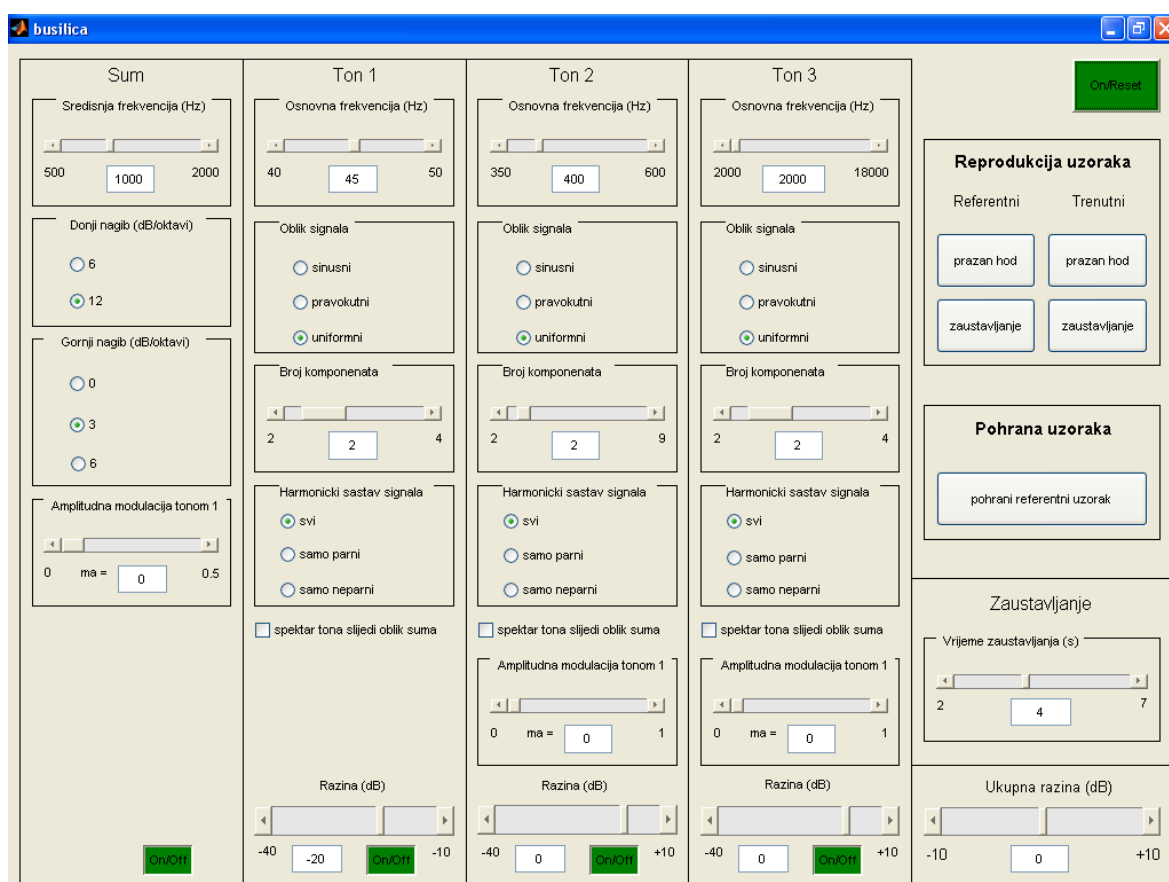 busilica
Sum
Sredisnja frekvencija (Hz)
500
1000
2000
Donji nagib (dB/oktavi)
6
12
Gornji nagib (dB/oktavi)
0
3
6
Amplitudna modulacija tonom 1
0
ma =
0
0.5
On/Off
Ton 1
Osnovna frekvencija (Hz)
40
45
50
Oblik signala
sinusni
pravokutni
uniformni
Broj komponenata
2
2
4
Harmonicki sastav signala
svi
samo parni
samo neparni
spektar tona slijedi oblik suma
Razina (dB)
-40
-20
On/Off
-10
Ton 2
Osnovna frekvencija (Hz)
350
400
600
Oblik signala
sinusni
pravokutni
uniformni
Broj komponenata
2
2
9
Harmonicki sastav signala
svi
samo parni
samo neparni
spektar tona slijedi oblik suma
Amplitudna modulacija tonom 1
0
ma =
0
1
Razina (dB)
-40
0
On/Off
+10
Ton 3
Osnovna frekvencija (Hz)
2000
2000
18000
Oblik signala
sinusni
pravokutni
uniformni
Broj komponenata
2
2
4
Harmonicki sastav signala
svi
samo parni
samo neparni
spektar tona slijedi oblik suma
Amplitudna modulacija tonom 1
0
ma =
0
1
Razina (dB)
-40
0
On/Off
+10
On/Reset
Reprodukcija uzoraka
Referentni
Trenutni
prazan hod
prazan hod
zaustavljanje
zaustavljanje
Pohrana uzoraka
pohrani referentni uzorak
Zaustavljanje
Vrijeme zaustavljanja (s)
2
4
7
Ukupna razina (dB)
-10
0
+10